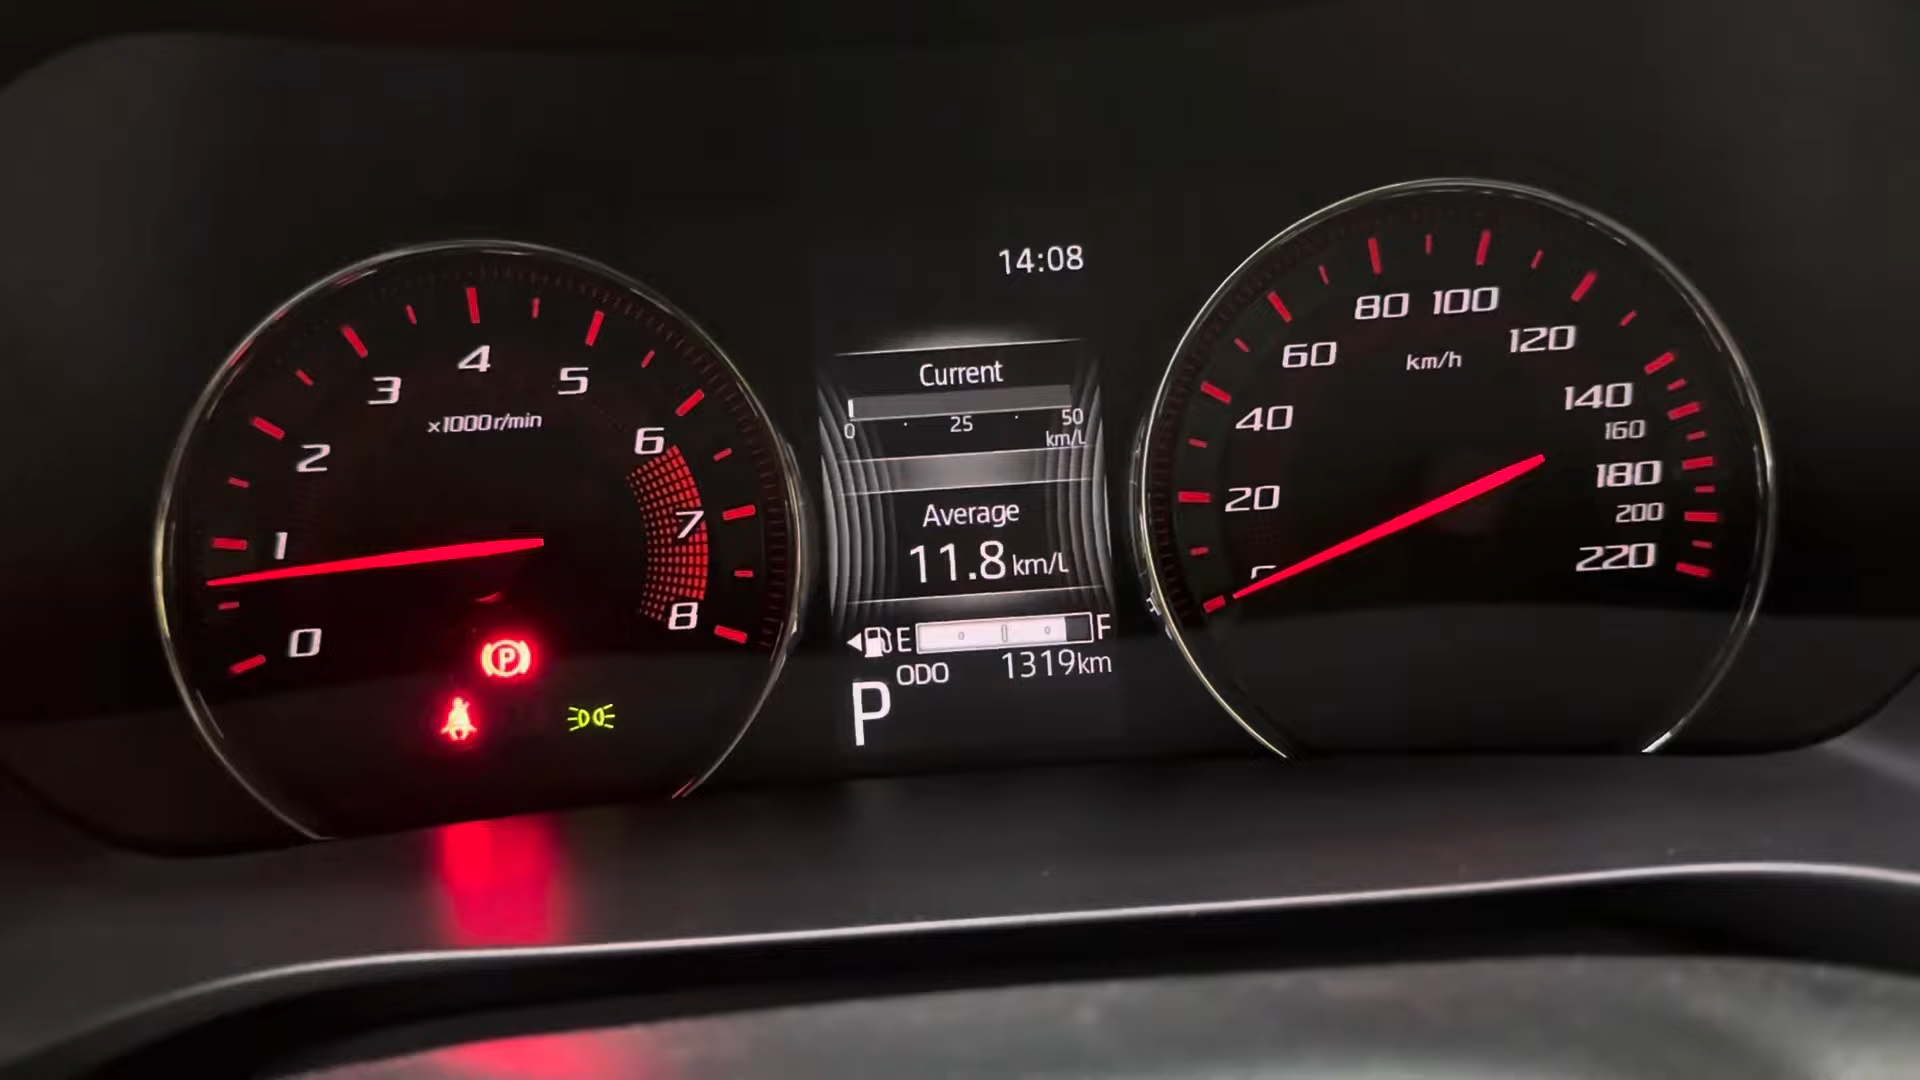 0
1
2
3
4
5
6
7
8
×1000r/min
P
14:08
Current
0 25 50
km/L
Average
11.8 km/L
E F
ODO 1319km
P
20
40
60
80
100
120
140
160
180
200
220
km/h